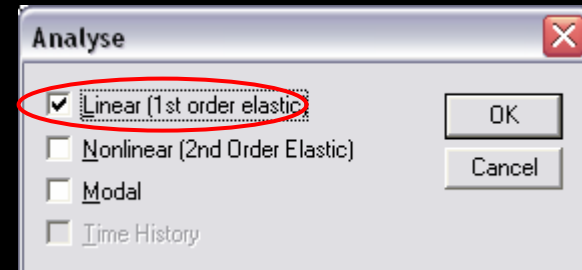 Analyse
Linear (1st order elastic)
Nonlinear (2nd Order Elastic)
Modal
Time History
OK
Cancel